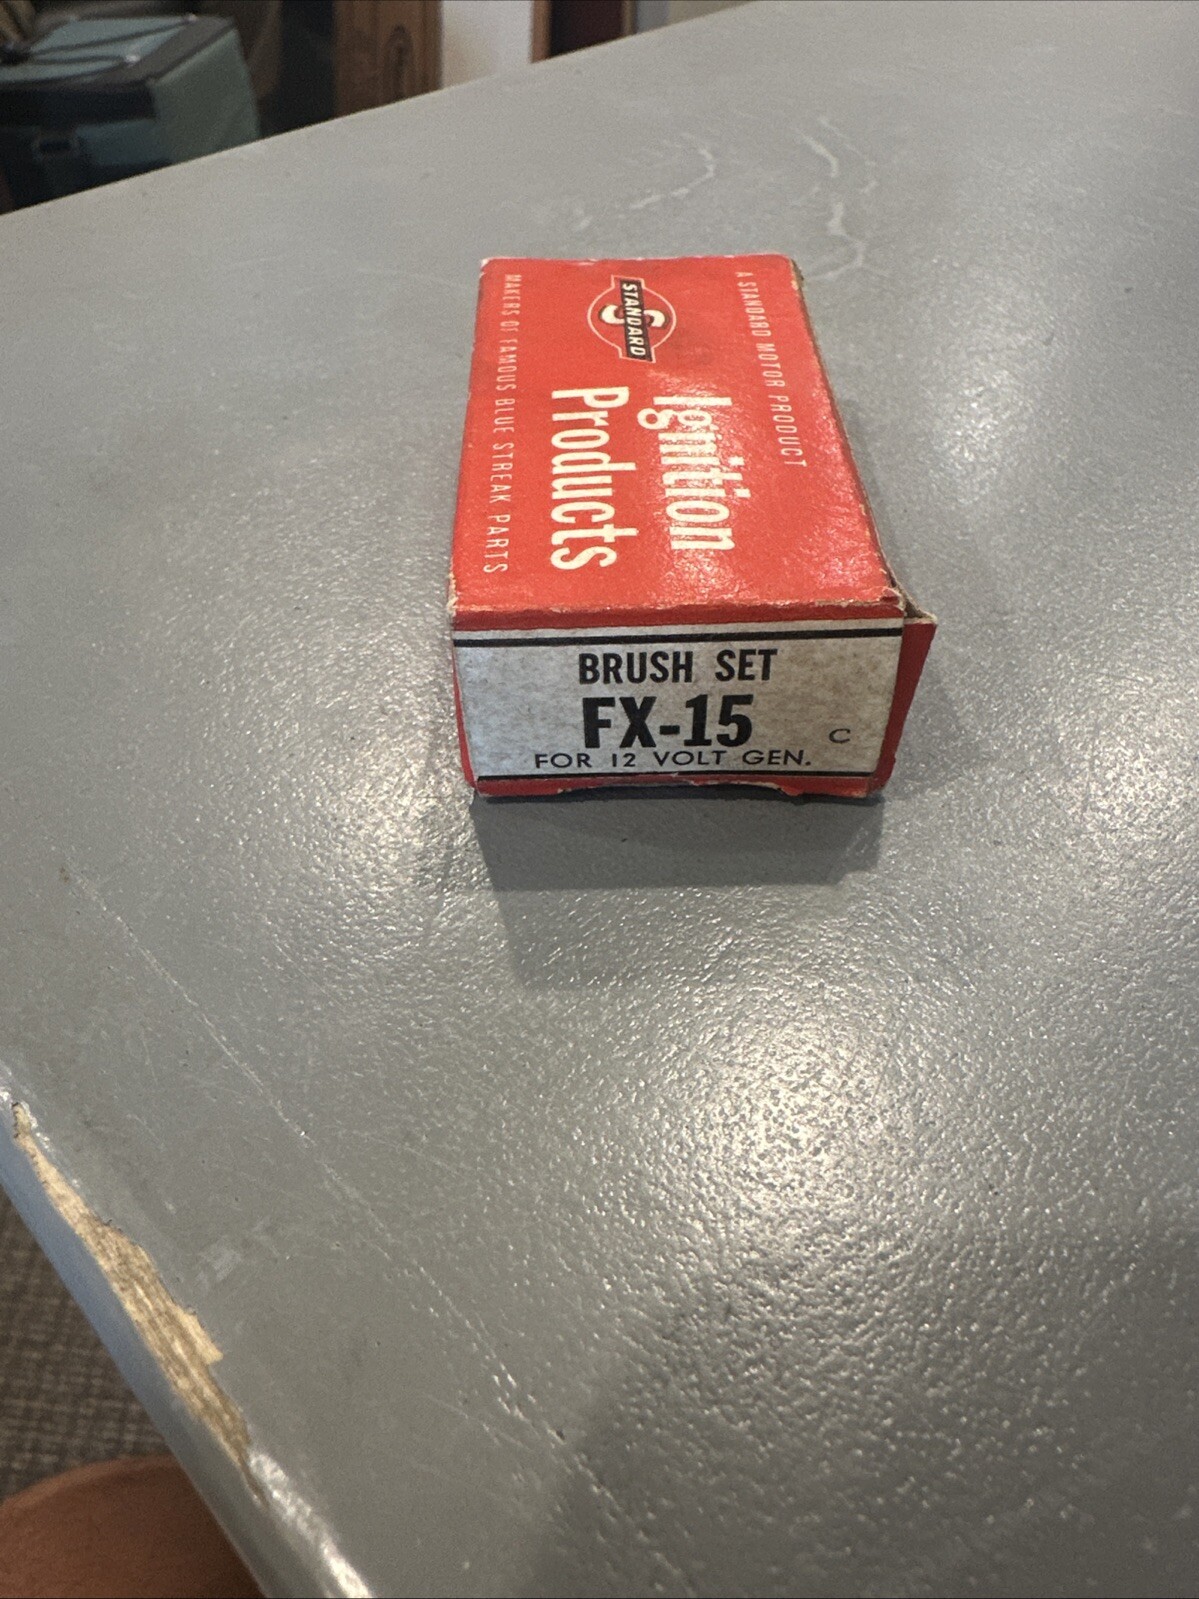 A STANDARD MOTOR PRODUCT
STANDARD
S
Ignition
Products
MAKERS OF FAMOUS BLUE STREAK PARTS
BRUSH SET
FX-15
C
FOR 12 VOLT GEN.